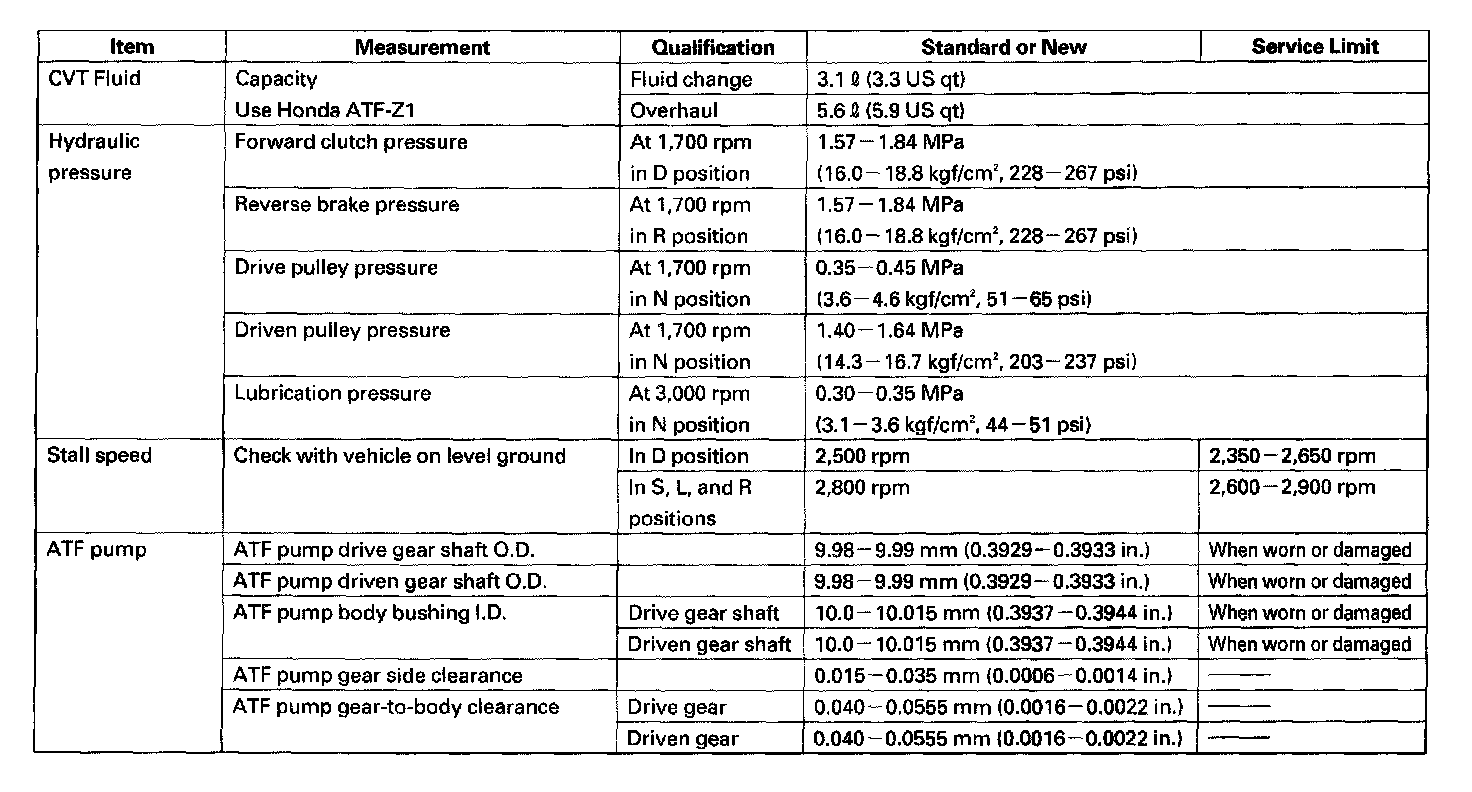 Item Measurement Qualification Standard or New Service Limit
CVT Fluid Capacity Fluid change 3.1 ℓ (3.3 US qt)
Use Honda ATF-Z1 Overhaul 5.6 ℓ (5.9 US qt)
Hydraulic Forward clutch pressure At 1,700 rpm 1.57－1.84 MPa
pressure in D position (16.0－18.8 kgf/cm², 228－267 psi)
Reverse brake pressure At 1,700 rpm 1.57－1.84 MPa
in R position (16.0－18.8 kgf/cm², 228－267 psi)
Drive pulley pressure At 1,700 rpm 0.35－0.45 MPa
in N position (3.6－4.6 kgf/cm², 51－65 psi)
Driven pulley pressure At 1,700 rpm 1.40－1.64 MPa
in N position (14.3－16.7 kgf/cm², 203－237 psi)
Lubrication pressure At 3,000 rpm 0.30－0.35 MPa
in N position (3.1－3.6 kgf/cm², 44－51 psi)
Stall speed Check with vehicle on level ground In D position 2,500 rpm 2,350－2,650 rpm
In S, L, and R 2,800 rpm 2,600－2,900 rpm
positions
ATF pump ATF pump drive gear shaft O.D. 9.98－9.99 mm (0.3929－0.3933 in.) When worn or damaged
ATF pump driven gear shaft O.D. 9.98－9.99 mm (0.3929－0.3933 in.) When worn or damaged
ATF pump body bushing I.D. Drive gear shaft 10.0－10.015 mm (0.3937－0.3944 in.) When worn or damaged
Driven gear shaft 10.0－10.015 mm (0.3937－0.3944 in.) When worn or damaged
ATF pump gear side clearance 0.015－0.035 mm (0.0006－0.0014 in.) ——
ATF pump gear-to-body clearance Drive gear 0.040－0.0555 mm (0.0016－0.0022 in.) ——
Driven gear 0.040－0.0555 mm (0.0016－0.0022 in.) ——